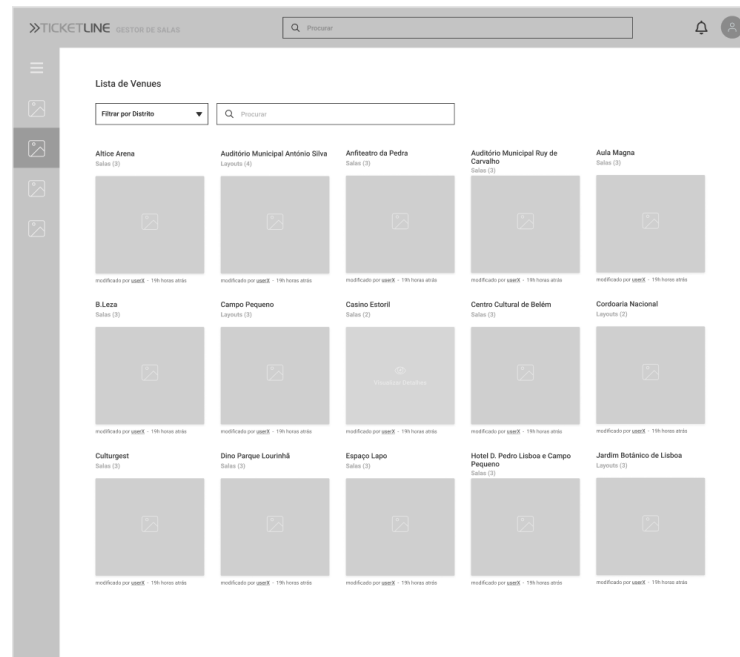 TICKETLINE GESTOR DE SALAS
Procurar
Lista de Venues
Filtrar por Distrito
Procurar
Altice Arena
Salas (3)
modificado por userX - 19h horas atrás
Auditório Municipal António Silva
Layouts (4)
modificado por userX - 19h horas atrás
Anfiteatro da Pedra
Salas (3)
modificado por userX - 19h horas atrás
Auditório Municipal Ruy de
Carvalho
Salas (3)
modificado por userX - 19h horas atrás
Aula Magna
Salas (3)
modificado por userX - 19h horas atrás
B.Leza
Salas (3)
modificado por userX - 19h horas atrás
Campo Pequeno
Layouts (3)
modificado por userX - 19h horas atrás
Casino Estoril
Salas (2)
modificado por userX - 19h horas atrás
Centro Cultural de Belém
Salas (3)
modificado por userX - 19h horas atrás
Cordoaria Nacional
Layouts (2)
modificado por userX - 19h horas atrás
Culturgest
Salas (3)
modificado por userX - 19h horas atrás
Dino Parque Lourinhã
Salas (3)
modificado por userX - 19h horas atrás
Espaço Lapo
Salas (3)
modificado por userX - 19h horas atrás
Hotel D. Pedro Lisboa e Campo
Pequeno
Salas (3)
modificado por userX - 19h horas atrás
Jardim Botânico de Lisboa
Layouts (3)
modificado por userX - 19h horas atrás